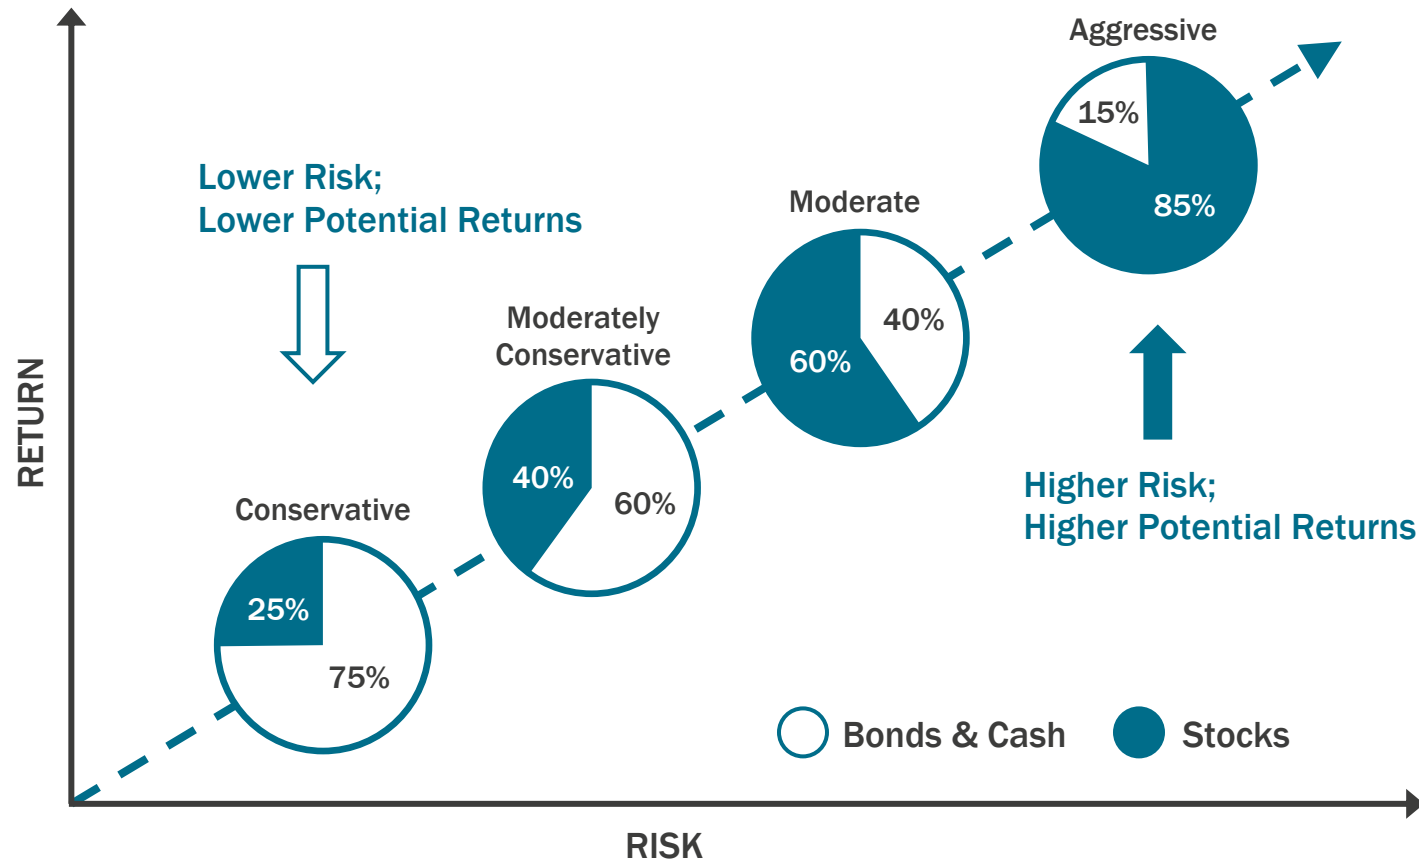 Aggressive
15%
85%
Lower Risk;
Lower Potential Returns
Moderate
40%
60%
Moderately
Conservative
40%
60%
Higher Risk;
Higher Potential Returns
Conservative
25%
75%
RETURN
Bonds & Cash
Stocks
RISK